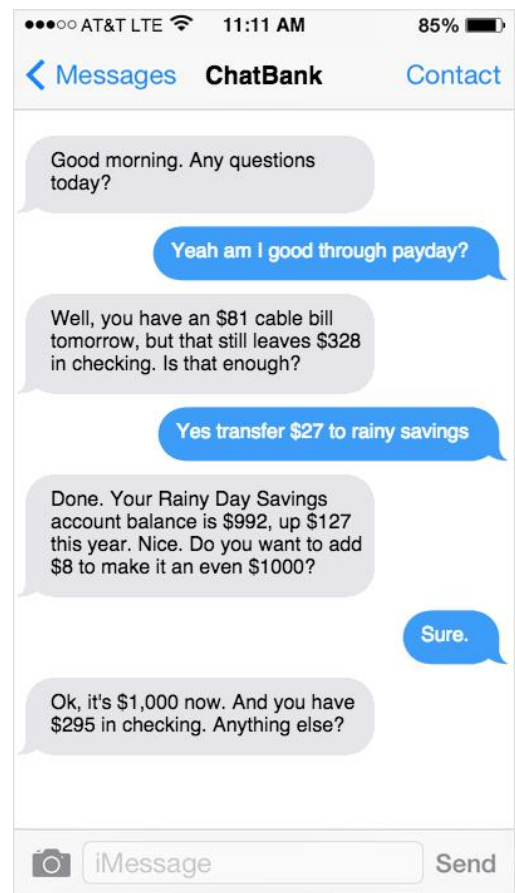 AT&T LTE 11:11 AM 85%
Messages ChatBank Contact
Good morning. Any questions
today?
Yeah am I good through payday?
Well, you have an $81 cable bill
tomorrow, but that still leaves $328
in checking. Is that enough?
Yes transfer $27 to rainy savings
Done. Your Rainy Day Savings
account balance is $992, up $127
this year. Nice. Do you want to add
$8 to make it an even $1000?
Sure.
Ok, it's $1,000 now. And you have
$295 in checking. Anything else?
iMessage Send